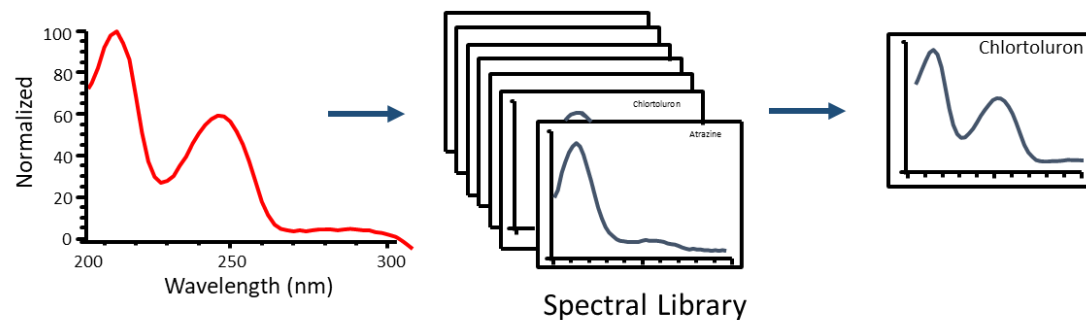 100
80
60
40
20
0
Normalized
200
250
300
Wavelength (nm)
Chlortoluron
Atrazine
Spectral Library
Chlortoluron